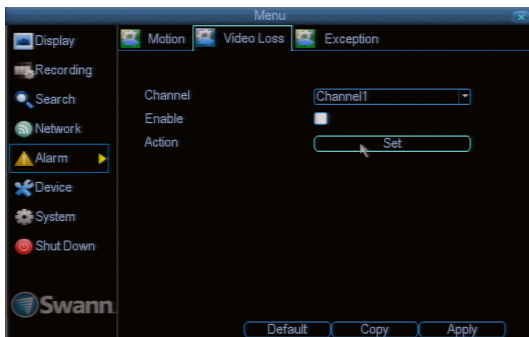 Menu
Display
Motion
Video Loss
Exception
Recording
Search
Network
Alarm
Device
System
Shut Down
Channel
Channel1
Enable
Action
Set
Swann
Default
Copy
Apply